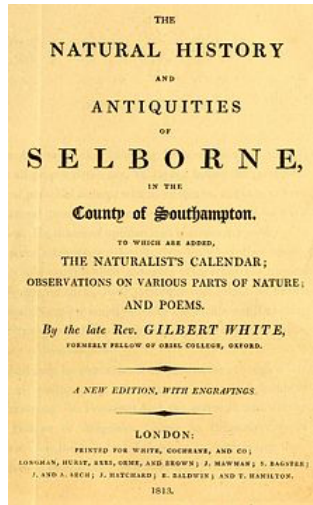 THE
NATURAL HISTORY
AND
ANTIQUITIES
OF
SELBORNE,
IN THE
County of Southampton.
TO WHICH ARE ADDED,
THE NATURALIST'S CALENDAR;
OBSERVATIONS ON VARIOUS PARTS OF NATURE;
AND POEMS.
By the late Rev. GILBERT WHITE,
FORMERLY FELLOW OF ORIEL COLLEGE, OXFORD.
A NEW EDITION, WITH ENGRAVINGS.
LONDON:
PRINTED FOR WHITE, COCHRANE, AND CO;
LONGMAN, HURST, REES, ORME, AND BROWN; J. MAWMAN; S. BAGSTER;
J. AND A. ARCH; J. HATCHARD; R. BALDWIN; AND T. HAMILTON.
1813.